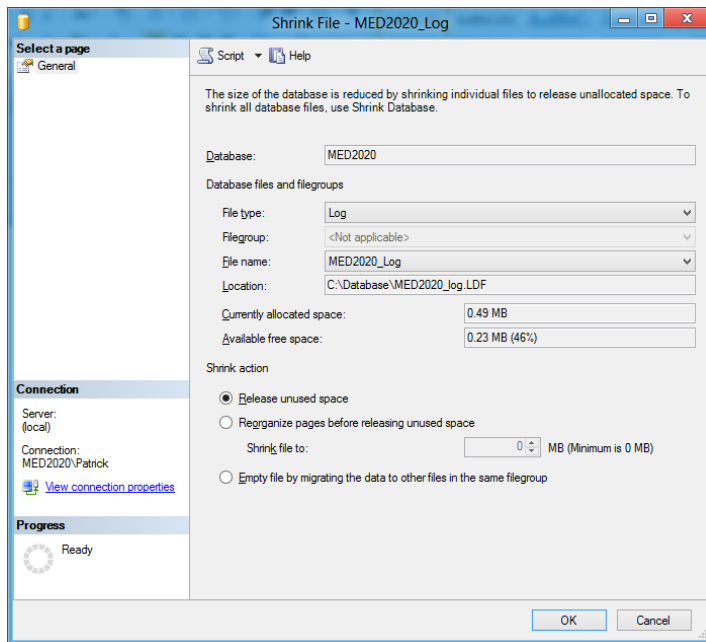 Shrink File - MED2020_Log
Select a page
General
Script
Help
The size of the database is reduced by shrinking individual files to release unallocated space. To
shrink all database files, use Shrink Database.
Database: MED2020
Database files and filegroups
File type: Log
Filegroup: <Not applicable>
File name: MED2020_Log
Location: C:\Database\MED2020_log.LDF
Currently allocated space: 0.49 MB
Available free space: 0.23 MB (46%)
Shrink action
Release unused space
Reorganize pages before releasing unused space
Shrink file to: 0 MB (Minimum is 0 MB)
Empty file by migrating the data to other files in the same filegroup
Connection
Server:
(local)
Connection:
MED2020\Patrick
View connection properties
Progress
Ready
OK Cancel